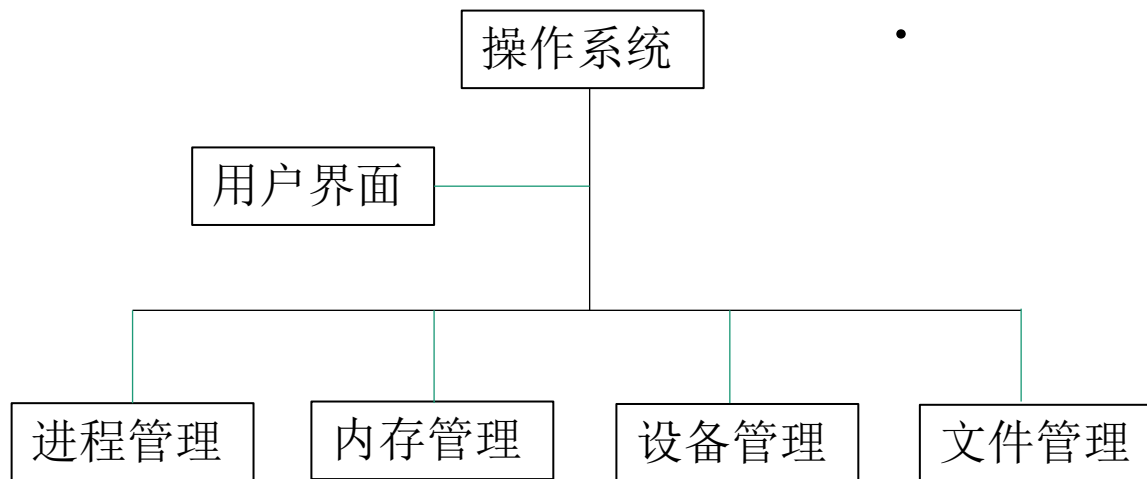 操作系统
用户界面
进程管理
内存管理
设备管理
文件管理